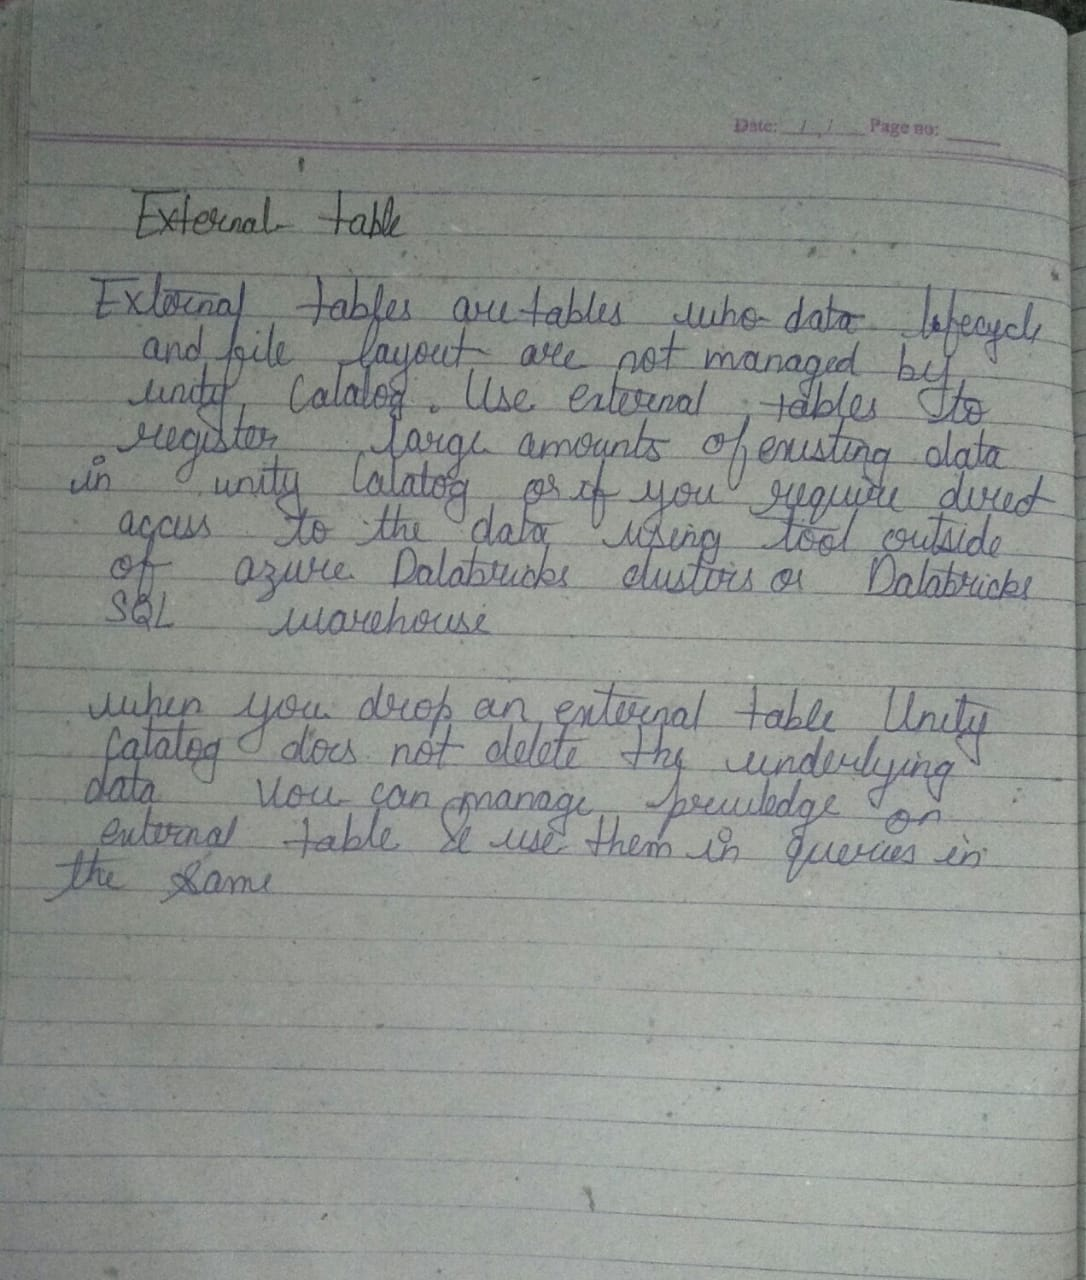 Date: / / Page no:
External table
External tables are tables who data lifecycle
and file layout are not managed by
unity Catalog. Use external tables to
register large amounts of existing data
in unity Catalog or if you require direct
access to the data using tool outside
of azure Databricks clusters or Databricks
SQL warehouse
when you drop an external table Unity
Catalog does not delete the underlying
data You can manage on
external table & use them in queries in
the same